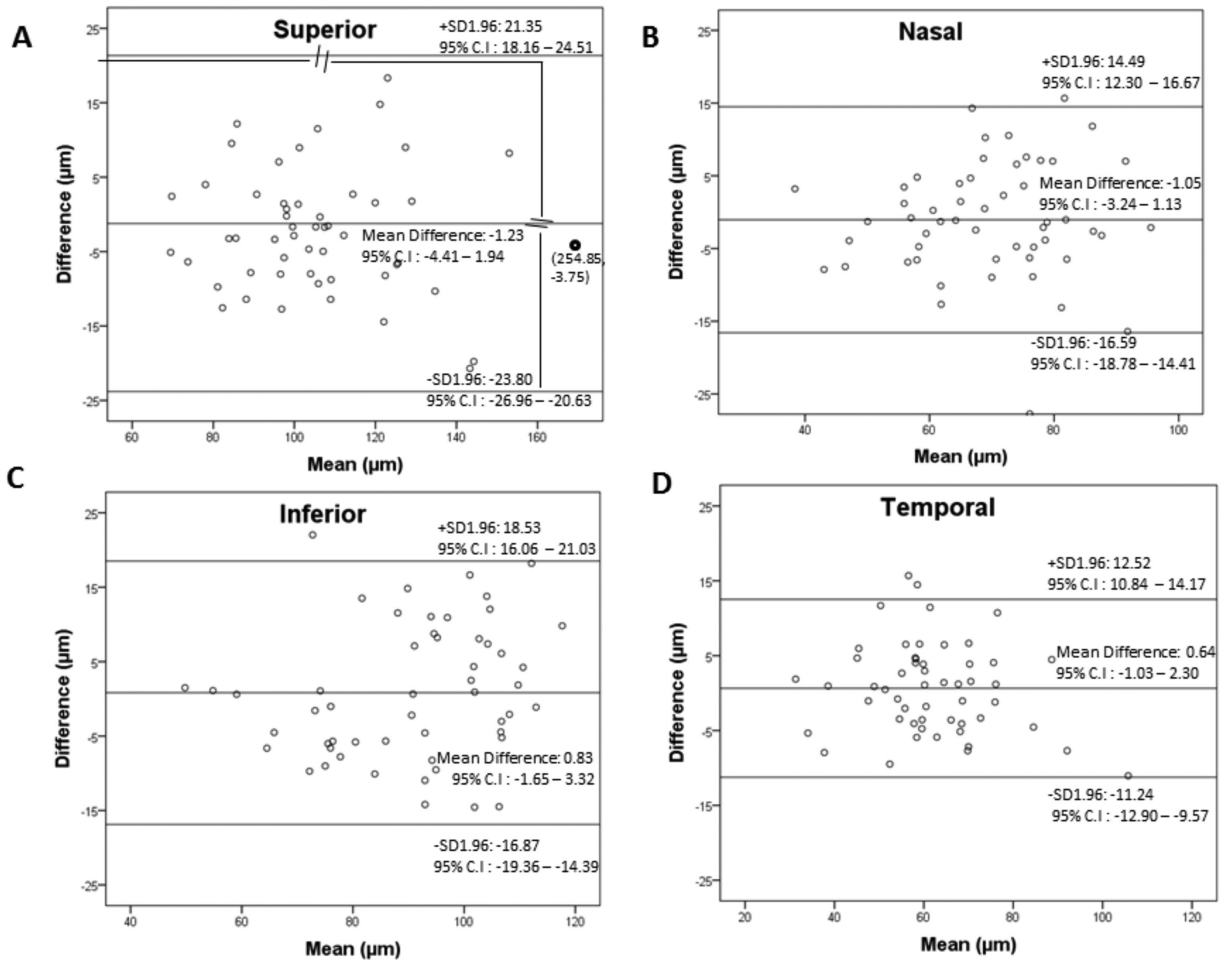 A
Superior
+SD1.96: 21.35
95% C.I : 18.16 – 24.51
25
15
5
-5
-15
-25
Difference (µm)
Mean Difference: -1.23
95% C.I : -4.41 – 1.94
(254.85,
-3.75)
-SD1.96: -23.80
95% C.I : -26.96 – -20.63
60 80 100 120 140 160
Mean (µm)
B
Nasal
+SD1.96: 14.49
95% C.I : 12.30 – 16.67
25
15
5
-5
-15
-25
Difference (µm)
Mean Difference: -1.05
95% C.I : -3.24 – 1.13
-SD1.96: -16.59
95% C.I : -18.78 – -14.41
40 60 80 100
Mean (µm)
C
Inferior
+SD1.96: 18.53
95% C.I : 16.06 – 21.03
25
15
5
-5
-15
-25
Difference (µm)
Mean Difference: 0.83
95% C.I : -1.65 – 3.32
-SD1.96: -16.87
95% C.I : -19.36 – -14.39
40 60 80 100 120
Mean (µm)
D
Temporal
+SD1.96: 12.52
95% C.I : 10.84 – 14.17
25
15
5
-5
-15
-25
Difference (µm)
Mean Difference: 0.64
95% C.I : -1.03 – 2.30
-SD1.96: -11.24
95% C.I : -12.90 – -9.57
20 40 60 80 100 120
Mean (µm)